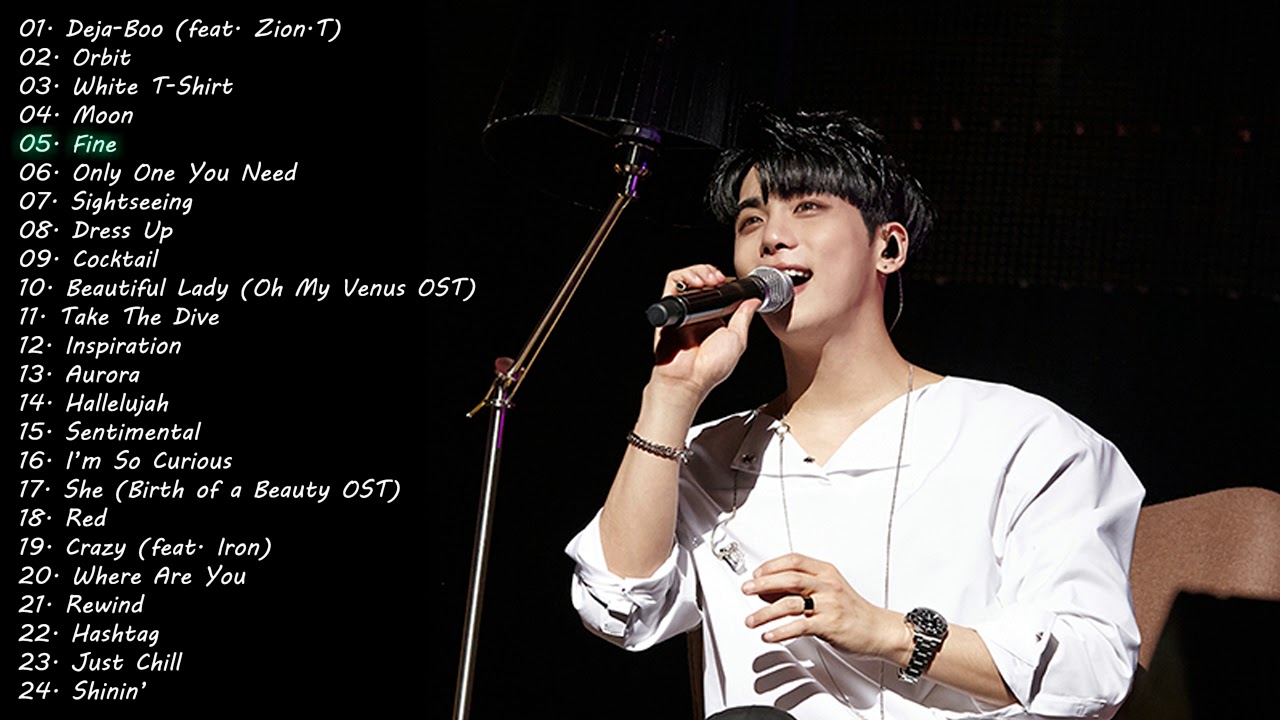 01. Deja-Boo (feat. Zion.T)
02. Orbit
03. White T-Shirt
04. Moon
05. Fine
06. Only One You Need
07. Sightseeing
08. Dress Up
09. Cocktail
10. Beautiful Lady (Oh My Venus OST)
11. Take The Dive
12. Inspiration
13. Aurora
14. Hallelujah
15. Sentimental
16. I'm So Curious
17. She (Birth of a Beauty OST)
18. Red
19. Crazy (feat. Iron)
20. Where Are You
21. Rewind
22. Hashtag
23. Just Chill
24. Shinin'